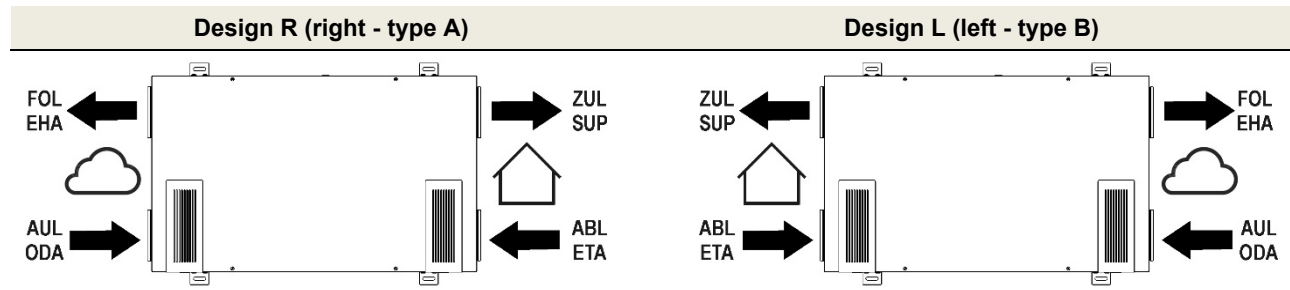 Design R (right - type A)
Design L (left - type B)
FOL
EHA
ZUL
SUP
AUL
ODA
ABL
ETA
ZUL
SUP
FOL
EHA
ABL
ETA
AUL
ODA